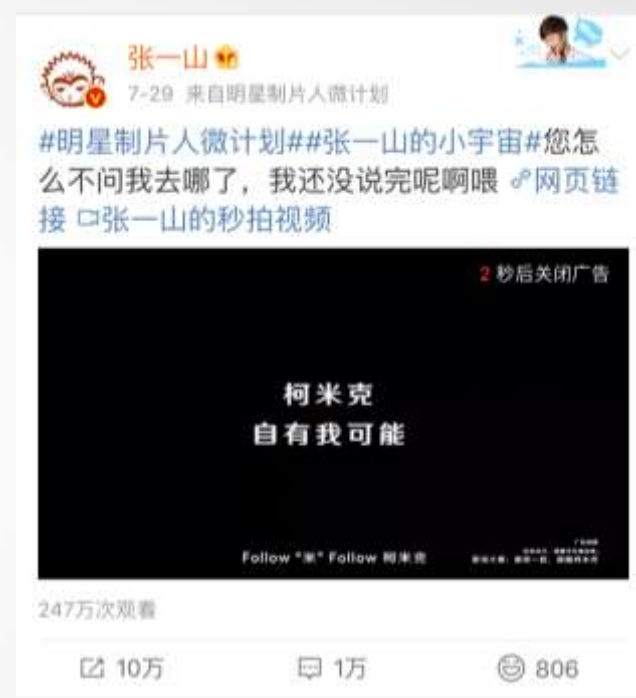 张一山
7-29 来自明星制片人微计划
#明星制片人微计划##张一山的小宇宙#您怎
么不问我去哪了，我还没说完呢啊喂 网页链
接 张一山的秒拍视频
2 秒后关闭广告
柯米克
自有我可能
Follow "米" Follow 柯米克
247万次观看
10万
1万
806